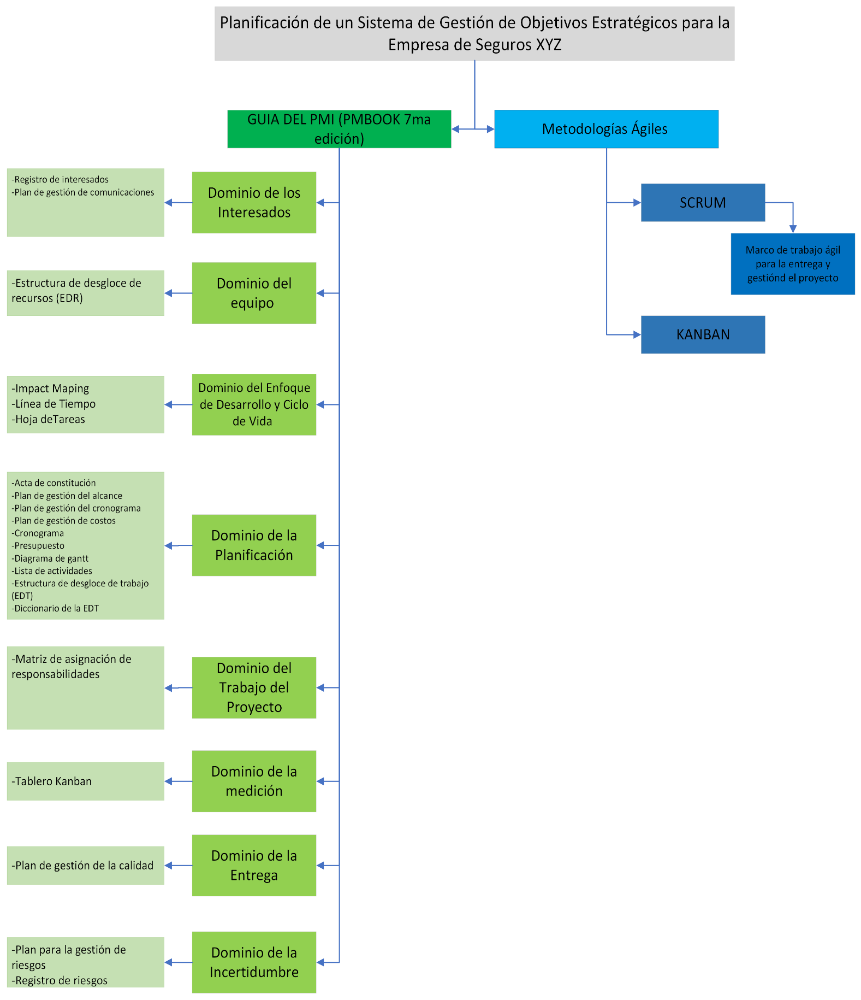 Planificación de un Sistema de Gestión de Objetivos Estratégicos para la
Empresa de Seguros XYZ
GUIA DEL PMI (PMBOOK 7ma
edición)
Metodologías Ágiles
-Registro de interesados
-Plan de gestión de comunicaciones
Dominio de los
Interesados
SCRUM
Marco de trabajo ágil
para la entrega y
gestiónd el proyecto
-Estructura de desgloce de
recursos (EDR)
Dominio del
equipo
KANBAN
-Impact Maping
-Línea de Tiempo
-Hoja deTareas
Dominio del Enfoque
de Desarrollo y Ciclo
de Vida
-Acta de constitución
-Plan de gestión del alcance
-Plan de gestión del cronograma
-Plan de gestión de costos
-Cronograma
-Presupuesto
-Diagrama de gantt
-Lista de actividades
-Estructura de desgloce de trabajo
(EDT)
-Diccionario de la EDT
Dominio de la
Planificación
-Matriz de asignación de
responsabilidades
Dominio del
Trabajo del
Proyecto
-Tablero Kanban
Dominio de la
medición
-Plan de gestión de la calidad
Dominio de la
Entrega
-Plan para la gestión de
riesgos
-Registro de riesgos
Dominio de la
Incertidumbre